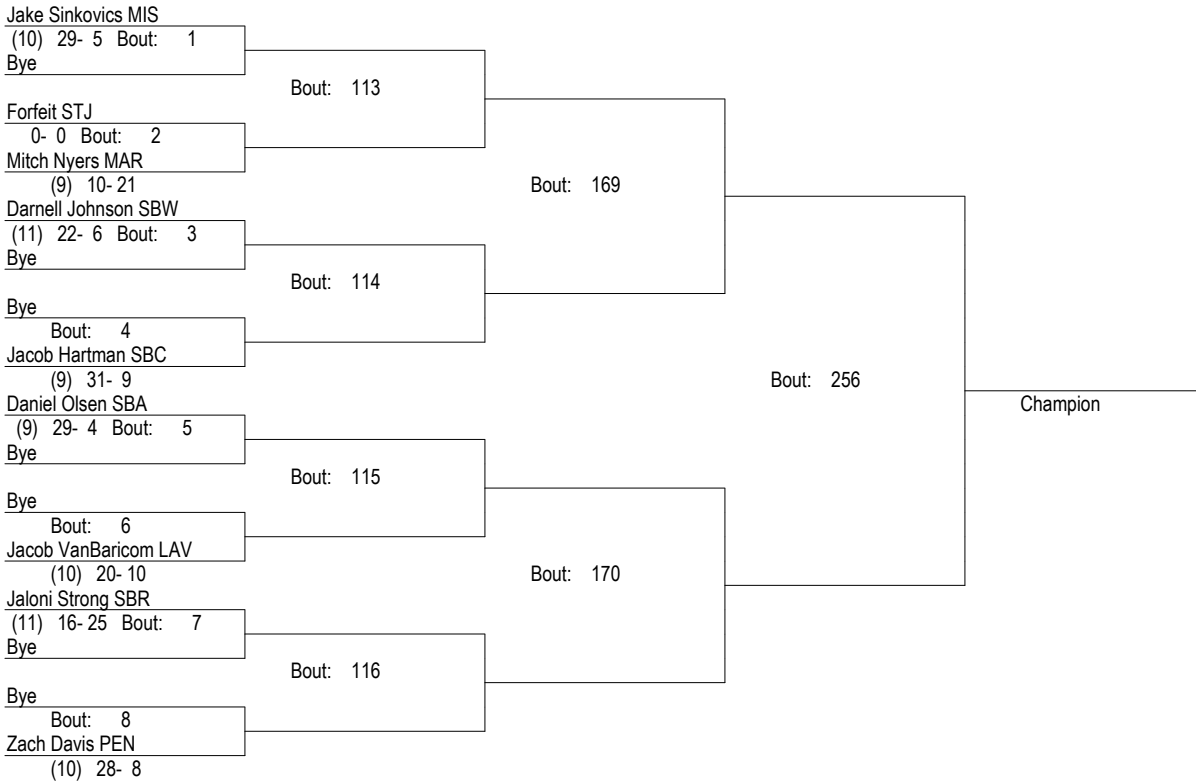 Jake Sinkovics MIS
(10) 29- 5 Bout: 1
Bye
Bout: 113
Forfeit STJ
0- 0 Bout: 2
Mitch Nyers MAR
(9) 10-21
Bout: 169
Darnell Johnson SBW
(11) 22- 6 Bout: 3
Bye
Bout: 114
Bye
Bout: 4
Jacob Hartman SBC
(9) 31- 9
Bout: 256
Daniel Olsen SBA
Champion
(9) 29- 4 Bout: 5
Bye
Bout: 115
Bye
Bout: 6
Jacob VanBaricom LAV
(10) 20-10
Bout: 170
Jaloni Strong SBR
(11) 16-25 Bout: 7
Bye
Bout: 116
Bye
Bout: 8
Zach Davis PEN
(10) 28- 8